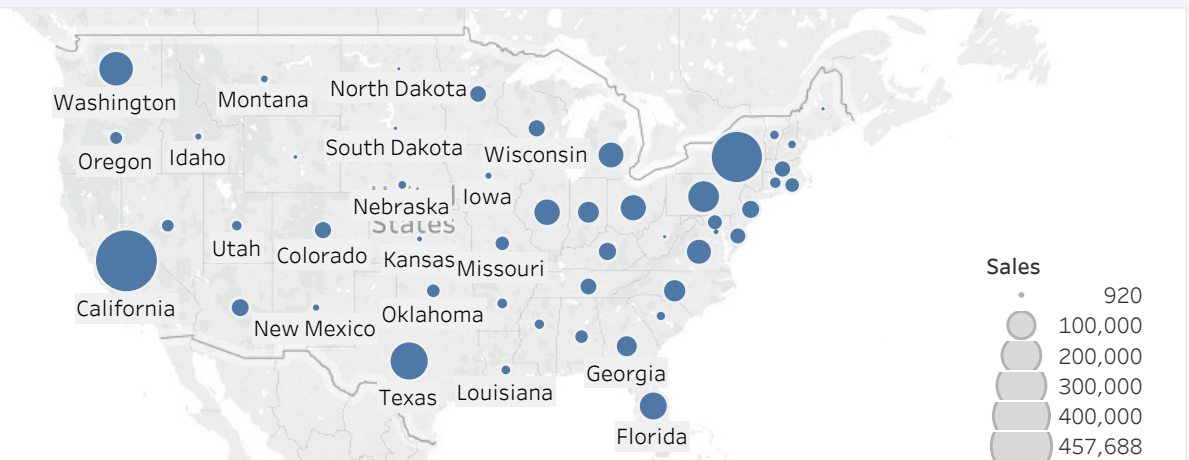 North Dakota
Washington
Montana
South Dakota
Wisconsin
Oregon
Idaho
Iowa
Nebraska
States
Utah
Colorado
Kansas
Missouri
Sales
920
California
Oklahoma
New Mexico
100,000
200,000
Georgia
300,000
Texas
Louisiana
400,000
Florida
457,688